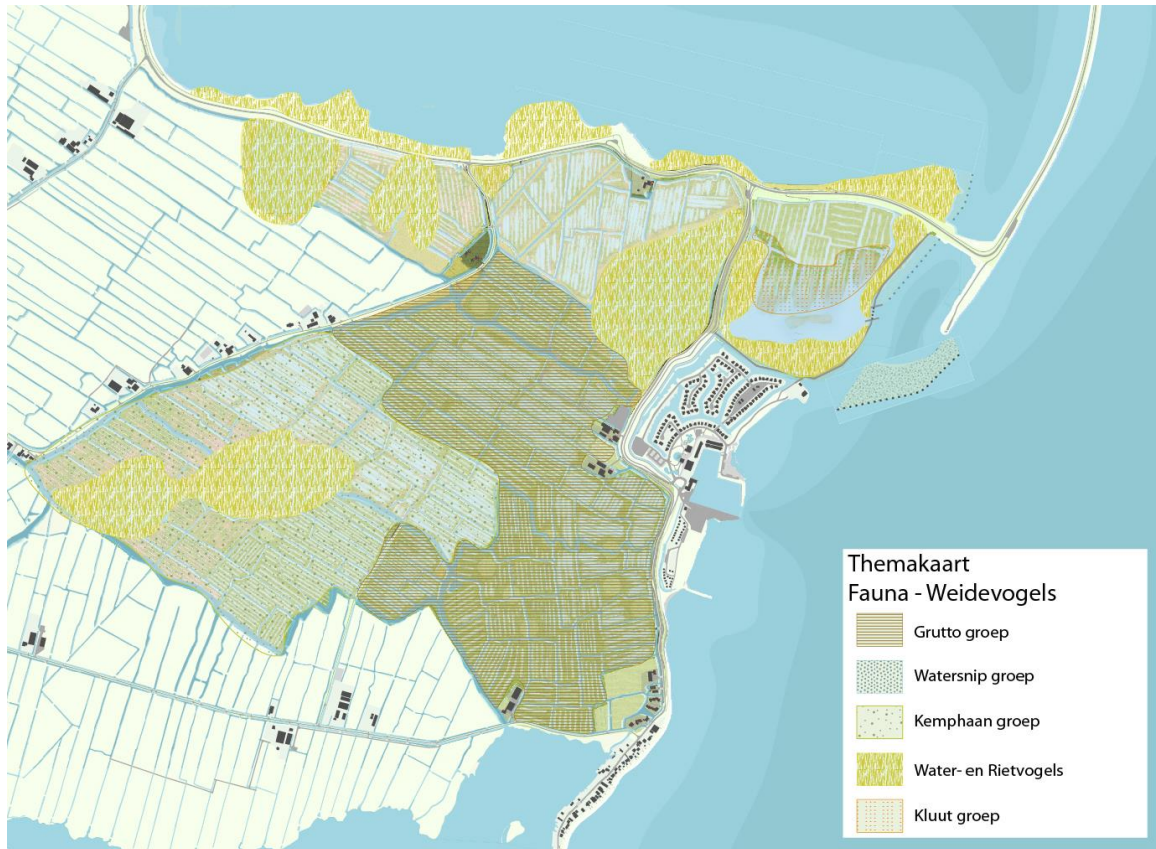 Themakaart
Fauna - Weidevogels
Grutto groep
Watersnip groep
Kemphaan groep
Water- en Rietvogels
Kluut groep